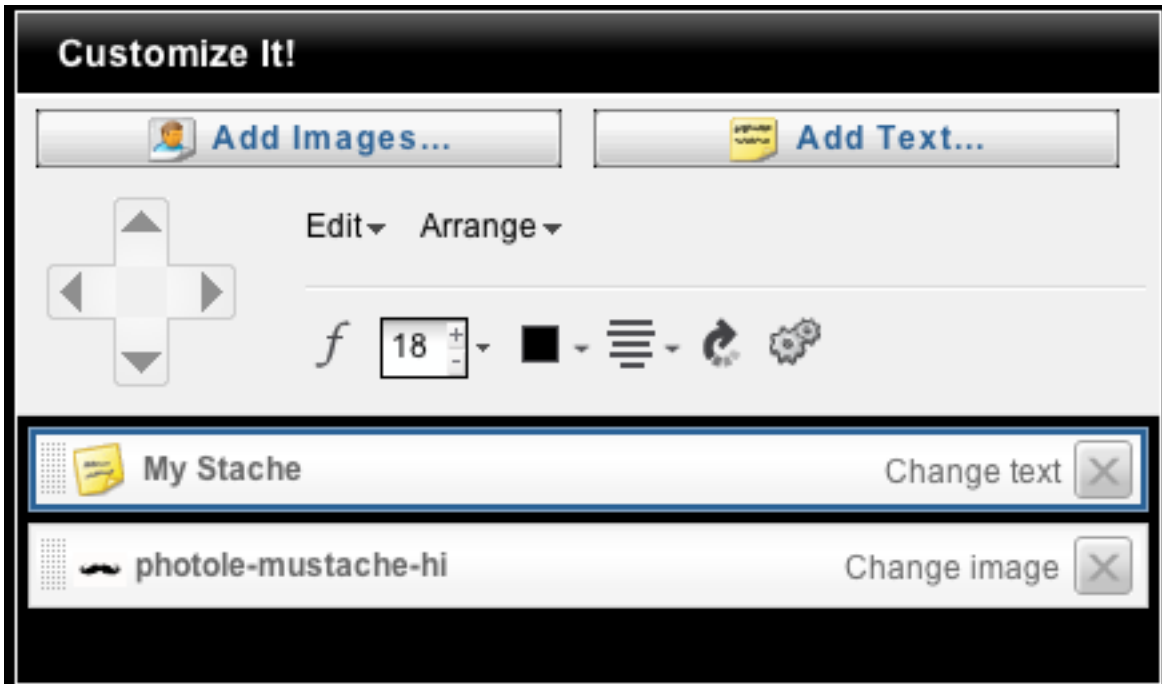 Customize It!
Add Images... Add Text...
Edit Arrange
f 18 + -
My Stache Change text
photole-mustache-hi Change image